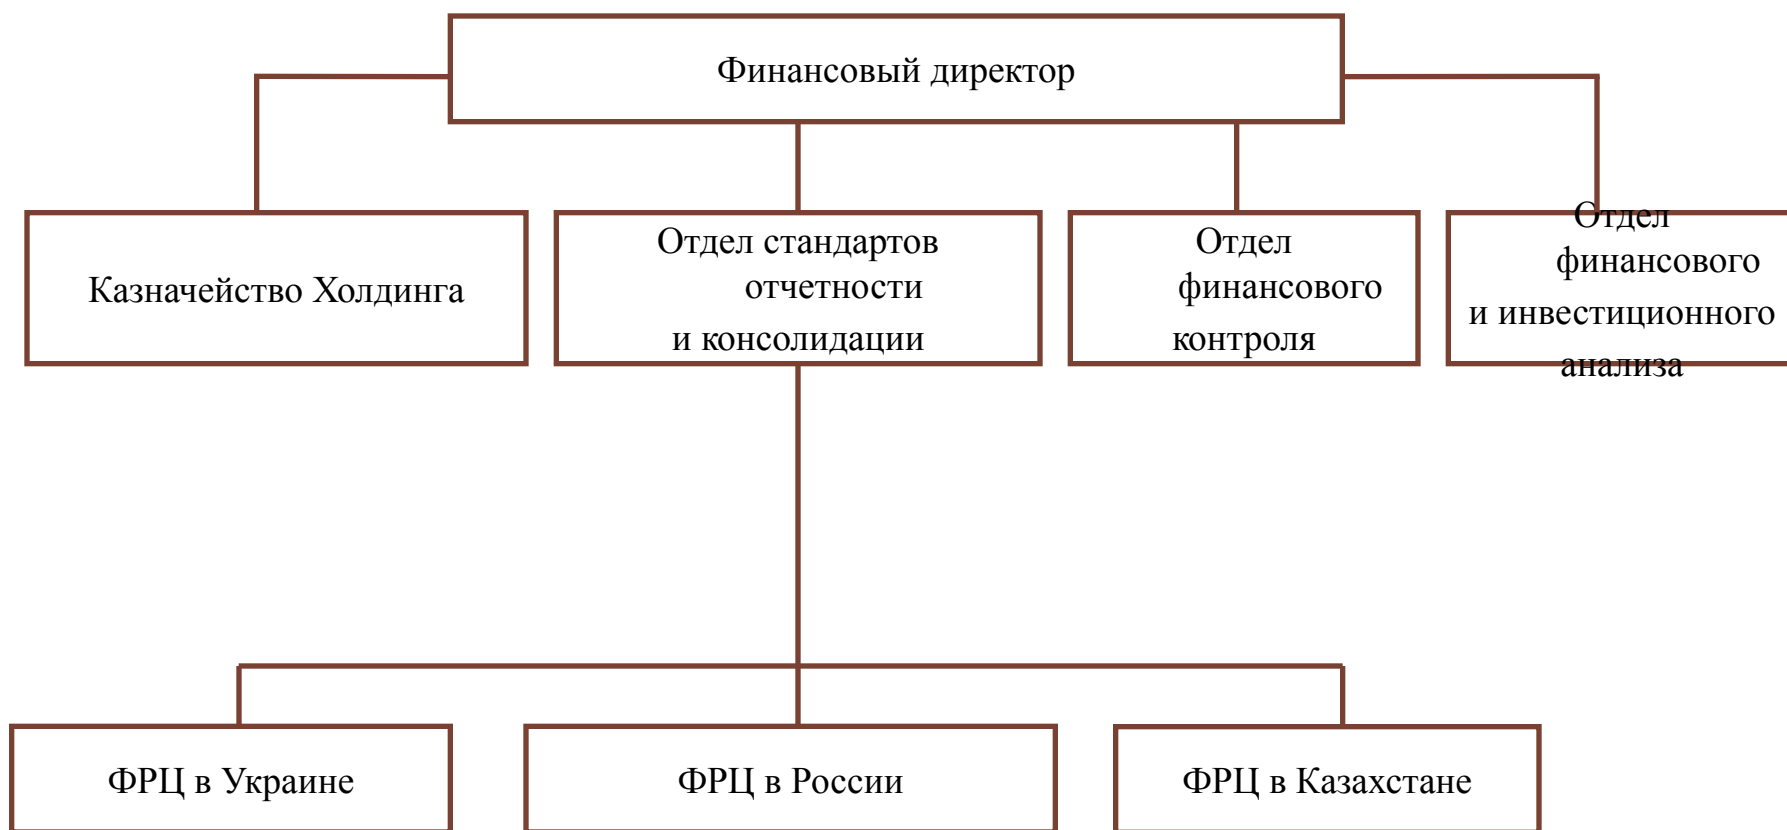 Финансовый директор
Казначейство Холдинга
Отдел стандартов
отчетности
и консолидации
Отдел
финансового
контроля
Отдел
финансового
и инвестиционного
анализа
ФРЦ в Украине
ФРЦ в России
ФРЦ в Казахстане